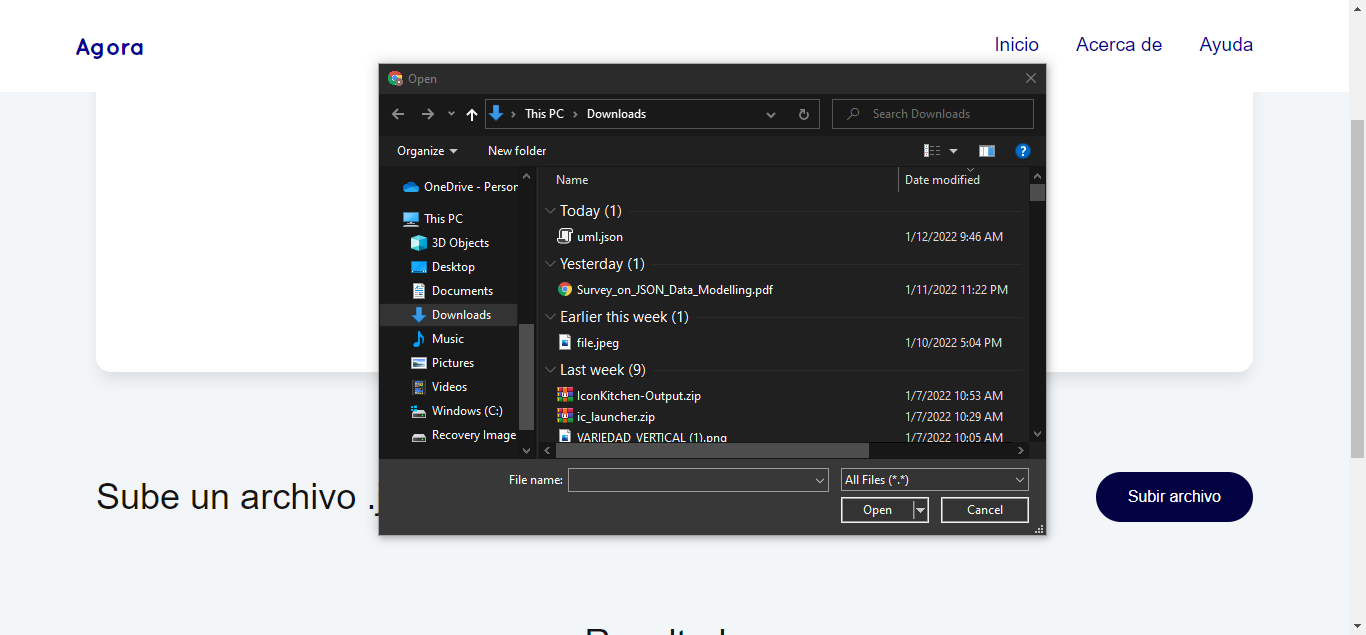 Agora
Inicio
Acerca de
Ayuda
Open
This PC
Downloads
Search Downloads
Organize
New folder
OneDrive - Person
This PC
3D Objects
Desktop
Documents
Downloads
Music
Pictures
Videos
Windows (C:)
Recovery Image
Name
Date modified
Today (1)
uml.json
1/12/2022 9:46 AM
Yesterday (1)
Survey_on_JSON_Data_Modelling.pdf
1/11/2022 11:22 PM
Earlier this week (1)
file.jpeg
1/10/2022 5:04 PM
Last week (9)
IconKitchen-Output.zip
1/7/2022 10:53 AM
ic_launcher.zip
1/7/2022 10:29 AM
VARIEDAD_VERTICAL (1).png
1/7/2022 10:05 AM
File name:
All Files (*.*)
Open
Cancel
Sube un archivo .j
Subir archivo